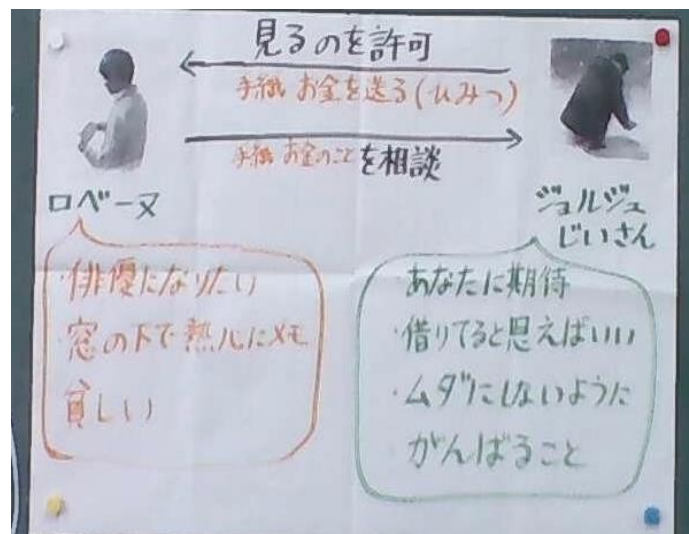 見るのを許可
手紙 お金を送る(ひみつ)
手紙 お金のことを相談
ロベーヌ
ジョルジュ
じいさん
・俳優になりたい
・窓の下で熱心にメモ
貧しい
・あなたに期待
・借りてると思えばいい
・ムダにしないように
がんばること